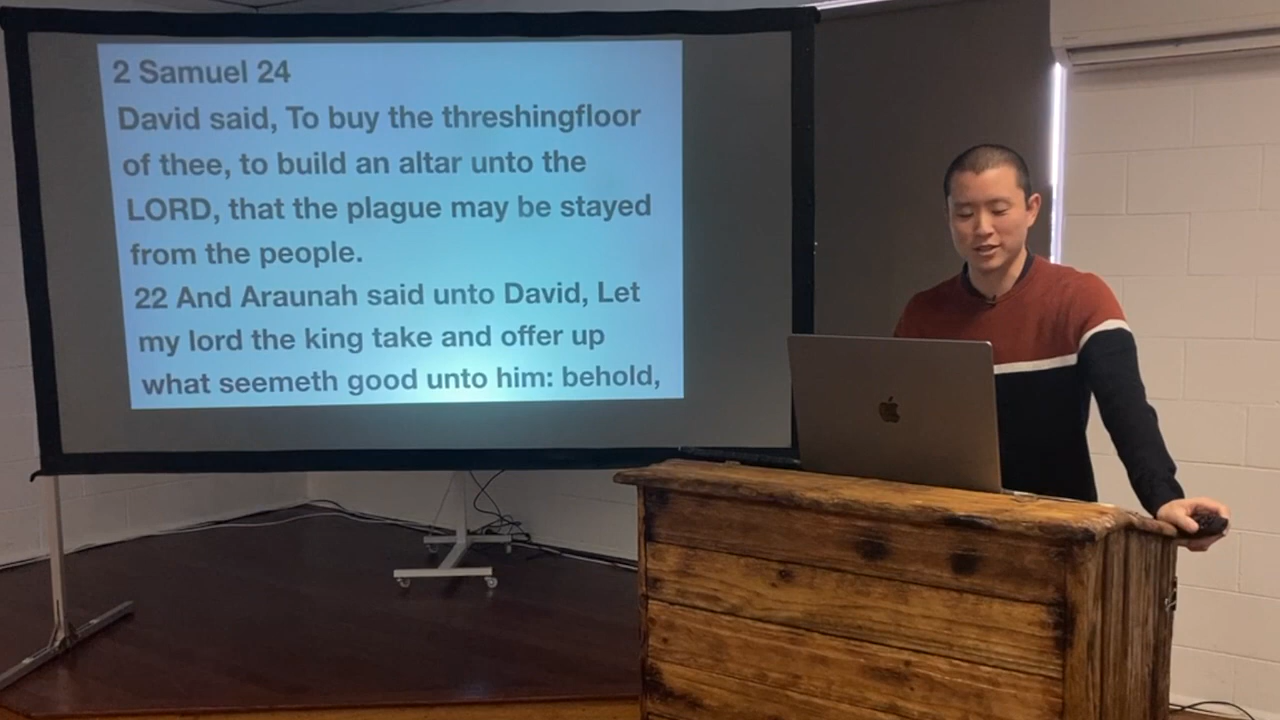 2 Samuel 24
David said, To buy the threshingfloor
of thee, to build an altar unto the
LORD, that the plague may be stayed
from the people.
22 And Araunah said unto David, Let
my lord the king take and offer up
what seemeth good unto him: behold,